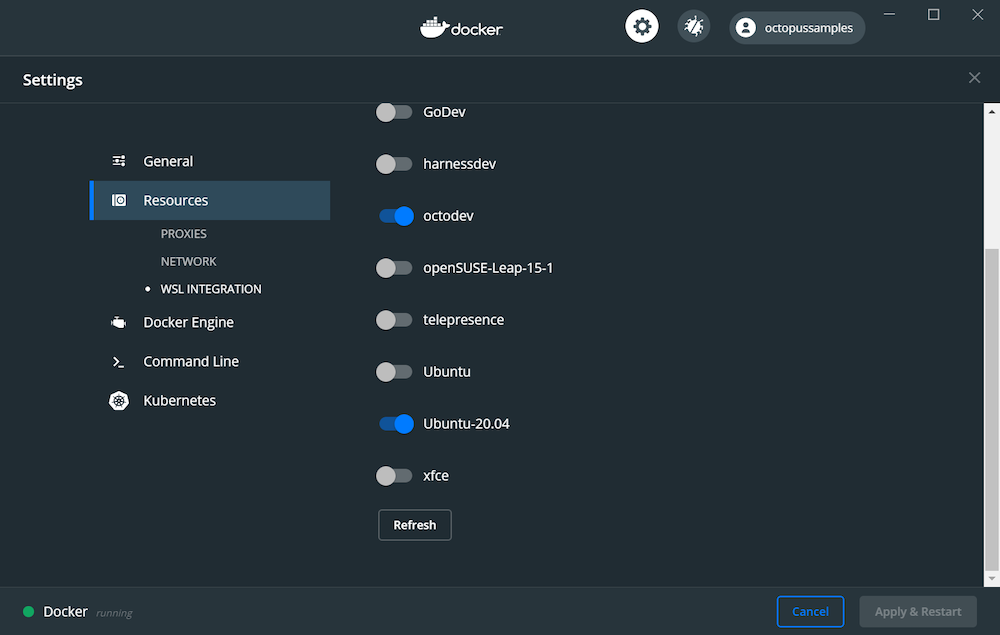 docker
octopussamples
Settings
General
Resources
PROXIES
NETWORK
WSL INTEGRATION
Docker Engine
Command Line
Kubernetes
GoDev
harnessdev
octodev
openSUSE-Leap-15-1
telepresence
Ubuntu
Ubuntu-20.04
xfce
Refresh
Docker running
Cancel
Apply & Restart